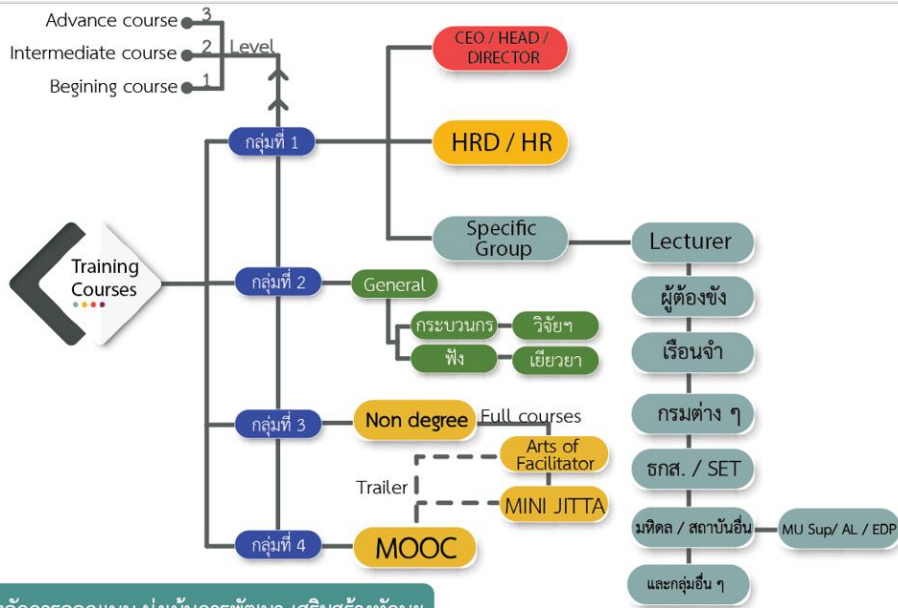 Advance course 3
Intermediate course 2 Level
Begining course 1
CEO / HEAD /
DIRECTOR
กลุ่มที่ 1
HRD / HR
Specific
Group
Lecturer
Training
Courses
กลุ่มที่ 2
General
ผู้ต้องขัง
กระบวนกร
วิจัยฯ
ฟัง
เยียวยา
เรือนจำ
กลุ่มที่ 3
Non degree
Full courses
กรมต่าง ๆ
Arts of
Facilitator
ธกส. / SET
Trailer
MINI JITTA
กลุ่มที่ 4
MOOC
มหิดล / สถาบันอื่น
MU Sup/ AL / EDP
และกลุ่มอื่น ๆ